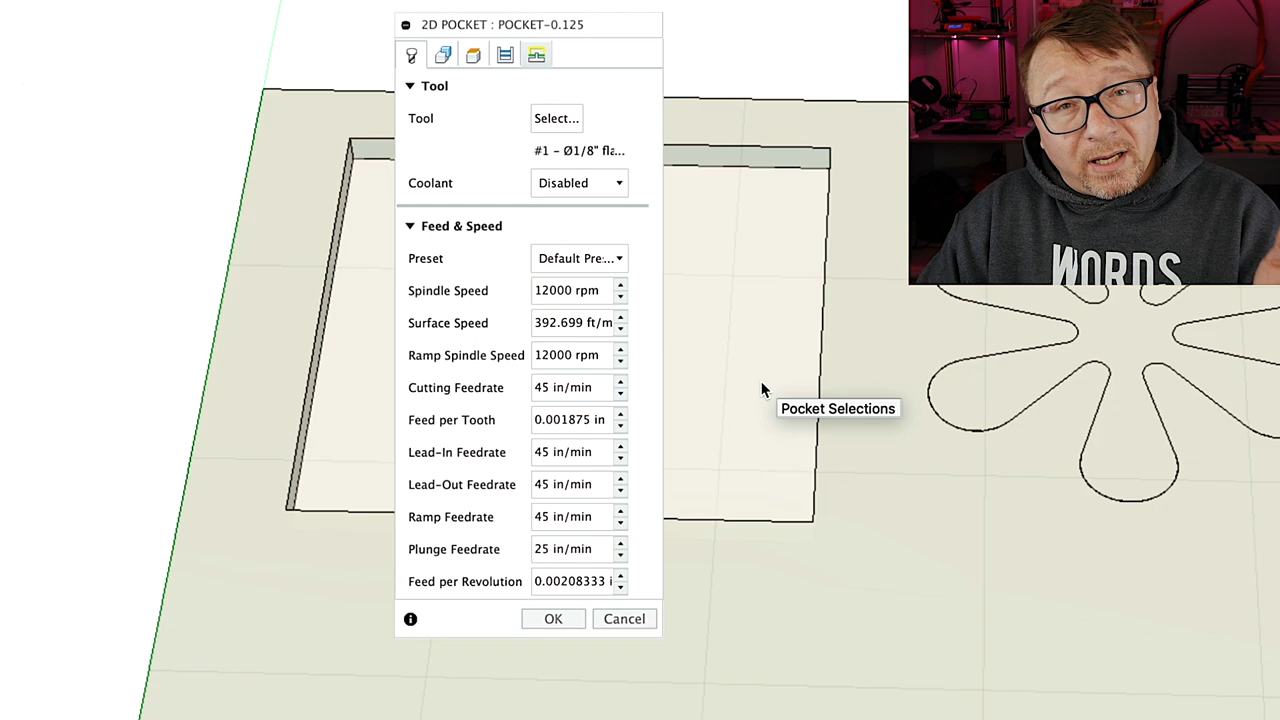 2D POCKET : POCKET-0.125
Tool
Tool Select...
#1 - Ø1/8" fla...
Coolant Disabled
Feed & Speed
Preset Default Pre...
Spindle Speed 12000 rpm
Surface Speed 392.699 ft/m
Ramp Spindle Speed 12000 rpm
Cutting Feedrate 45 in/min
Feed per Tooth 0.001875 in
Lead-In Feedrate 45 in/min
Lead-Out Feedrate 45 in/min
Ramp Feedrate 45 in/min
Plunge Feedrate 25 in/min
Feed per Revolution 0.00208333 i
OK Cancel
Pocket Selections
WORDS